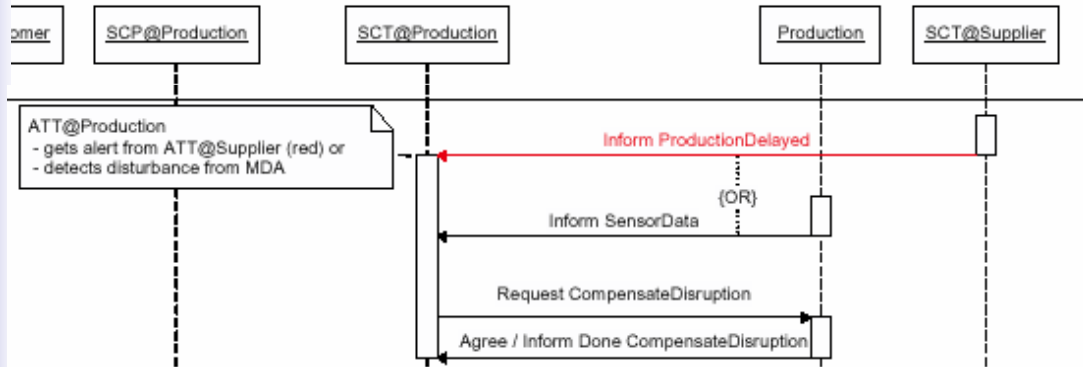 omer
SCP@Production
SCT@Production
Production
SCT@Supplier
ATT@Production
- gets alert from ATT@Supplier (red) or
- detects disturbance from MDA
Inform ProductionDelayed
{OR}
Inform SensorData
Request CompensateDisruption
Agree / Inform Done CompensateDisruption